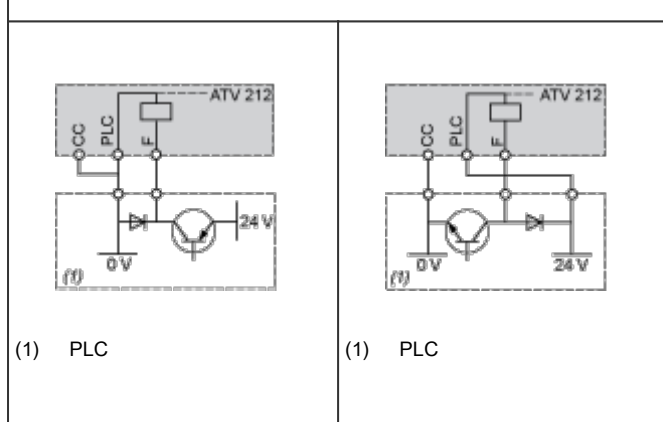 ATV 212
CC
PLC
F
24 V
0 V
(1)
(1) PLC
ATV 212
CC
PLC
F
0 V
24 V
(1)
(1) PLC